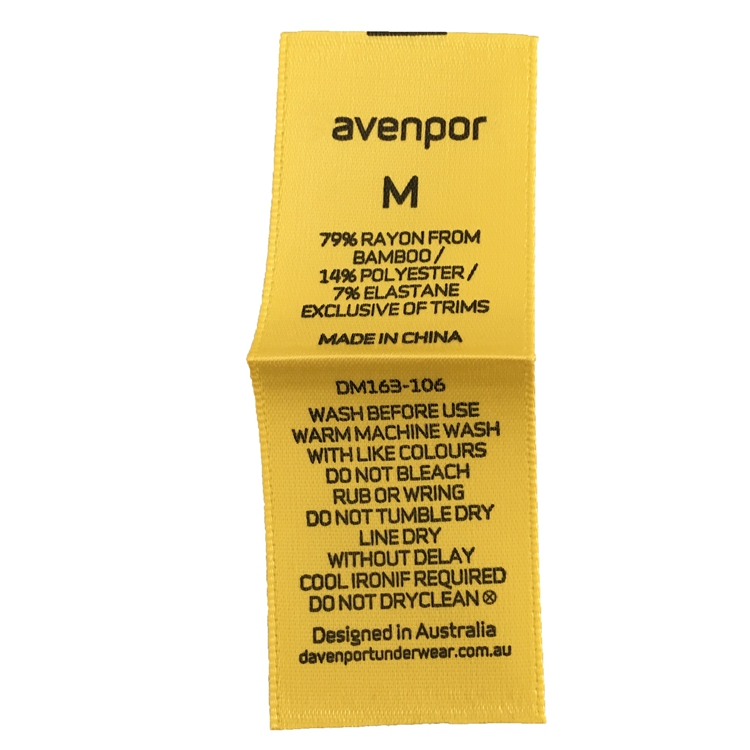 avenpor
M
79% RAYON FROM
BAMBOO /
14% POLYESTER /
7% ELASTANE
EXCLUSIVE OF TRIMS
MADE IN CHINA
DM163-106
WASH BEFORE USE
WARM MACHINE WASH
WITH LIKE COLOURS
DO NOT BLEACH
RUB OR WRING
DO NOT TUMBLE DRY
LINE DRY
WITHOUT DELAY
COOL IRONIF REQUIRED
DO NOT DRYCLEAN ⊗
Designed in Australia
davenportunderwear.com.au